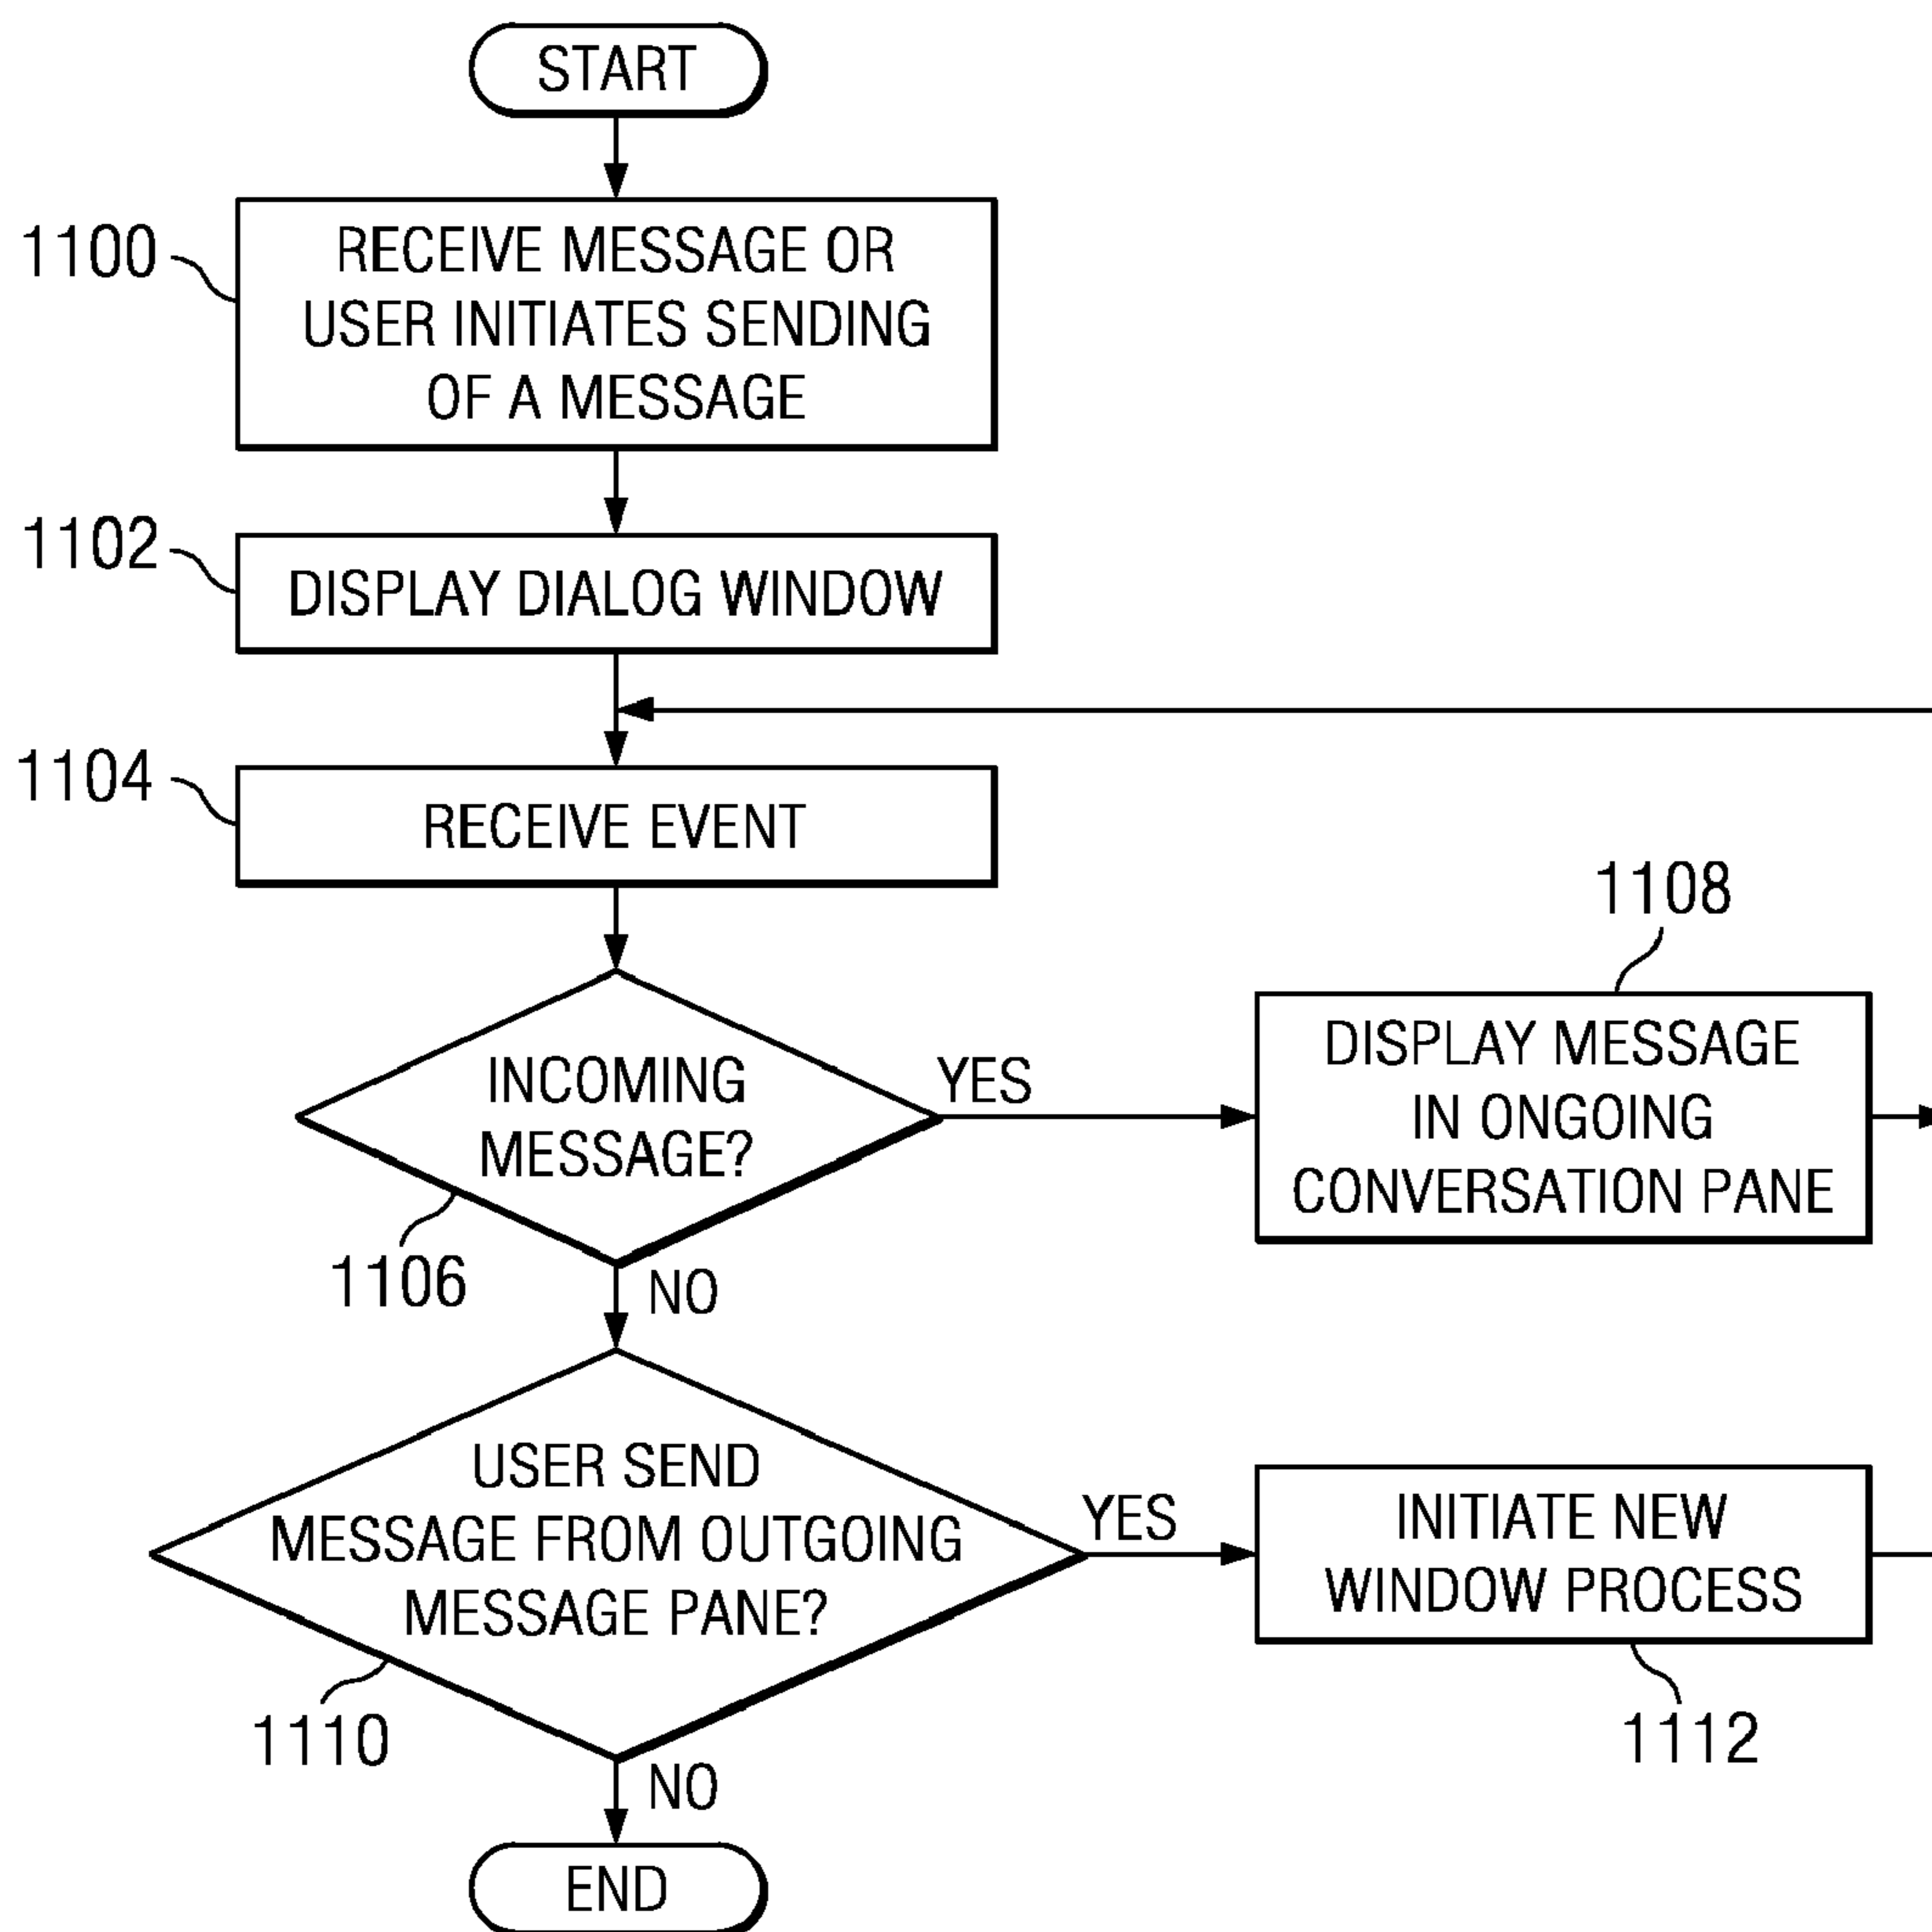 START
1100
RECEIVE MESSAGE OR
USER INITIATES SENDING
OF A MESSAGE
1102
DISPLAY DIALOG WINDOW
1104
RECEIVE EVENT
1108
INCOMING
MESSAGE?
YES
DISPLAY MESSAGE
IN ONGOING
CONVERSATION PANE
1106
NO
USER SEND
MESSAGE FROM OUTGOING
MESSAGE PANE?
YES
INITIATE NEW
WINDOW PROCESS
1110
1112
NO
END